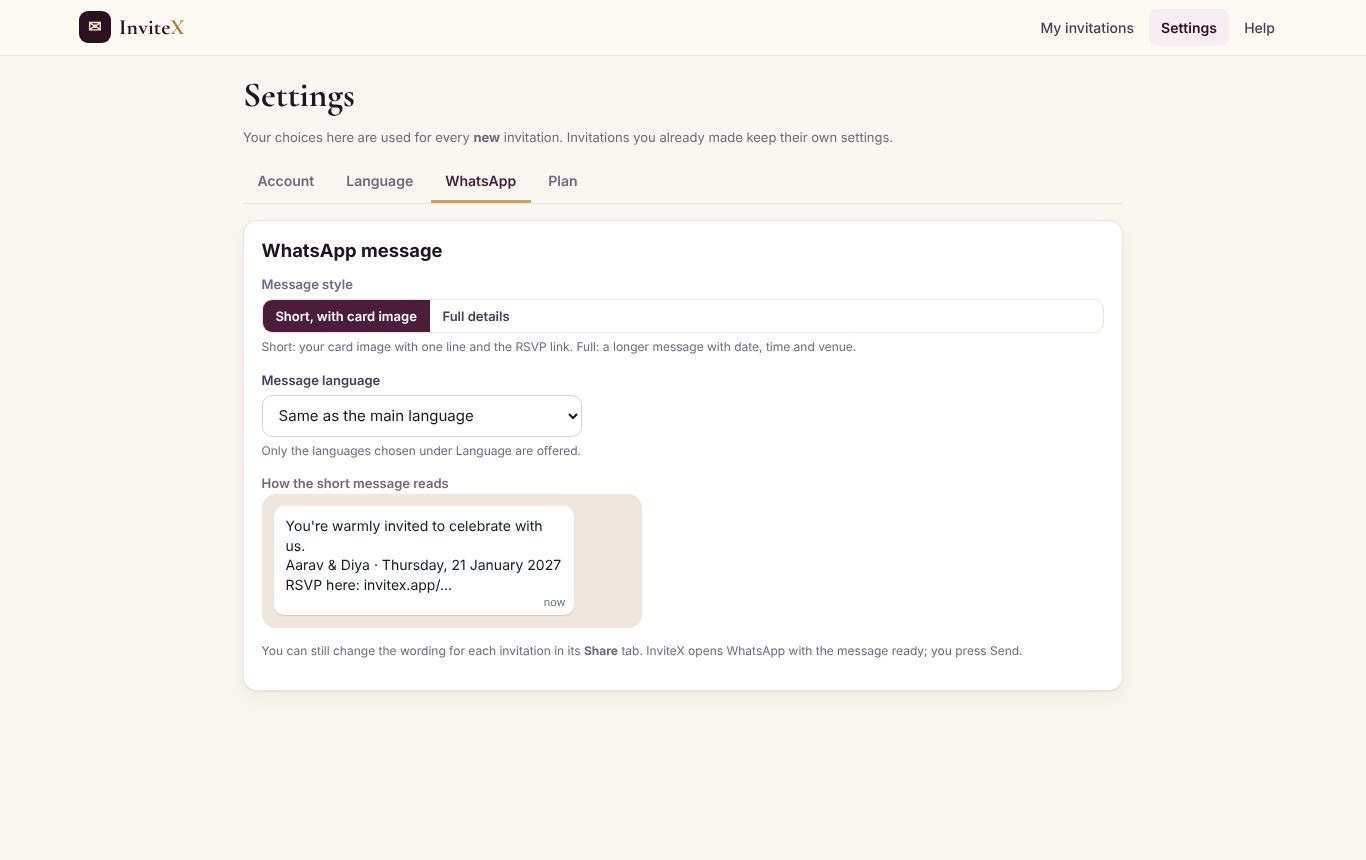 InviteX
My invitations
Settings
Help
Settings
Your choices here are used for every new invitation. Invitations you already made keep their own settings.
Account
Language
WhatsApp
Plan
WhatsApp message
Message style
Short, with card image
Full details
Short: your card image with one line and the RSVP link. Full: a longer message with date, time and venue.
Message language
Same as the main language
Only the languages chosen under Language are offered.
How the short message reads
You're warmly invited to celebrate with
us.
Aarav & Diya · Thursday, 21 January 2027
RSVP here: invitex.app/...
now
You can still change the wording for each invitation in its Share tab. InviteX opens WhatsApp with the message ready; you press Send.